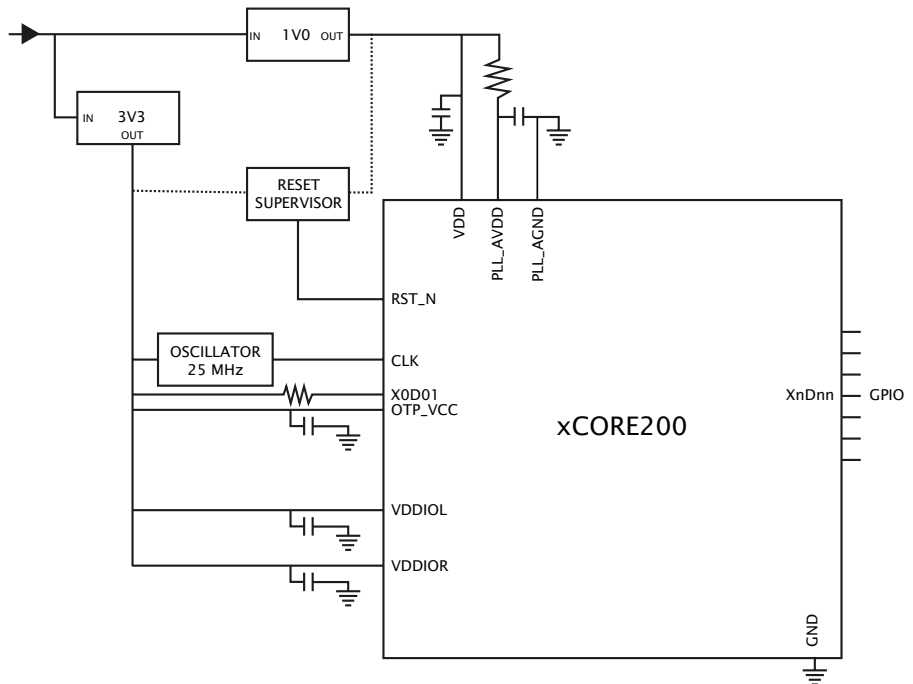 IN 1V0 OUT
IN 3V3
OUT
RESET
SUPERVISOR
VDD
PLL_AVDD
PLL_AGND
RST_N
OSCILLATOR
25 MHz
CLK
X0D01
OTP_VCC
XnDnn GPIO
xCORE200
VDDIOL
VDDIOR
GND